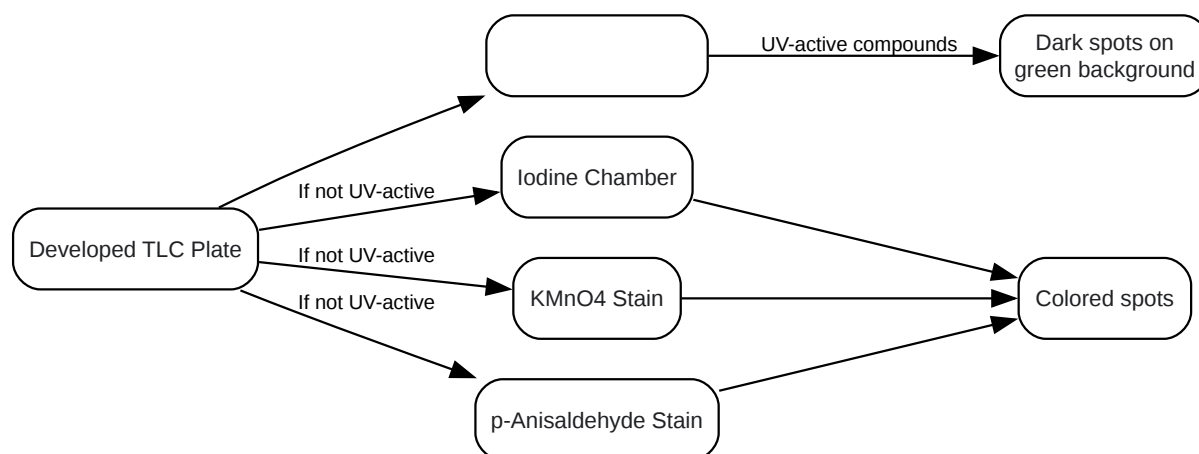 UV-active compounds
Dark spots on
green background
Iodine Chamber
If not UV-active
Developed TLC Plate
If not UV-active
KMnO4 Stain
Colored spots
If not UV-active
p-Anisaldehyde Stain